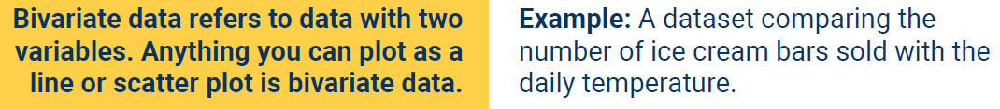 Bivariate data refers to data with two
variables. Anything you can plot as a
line or scatter plot is bivariate data.
Example: A dataset comparing the
number of ice cream bars sold with the
daily temperature.